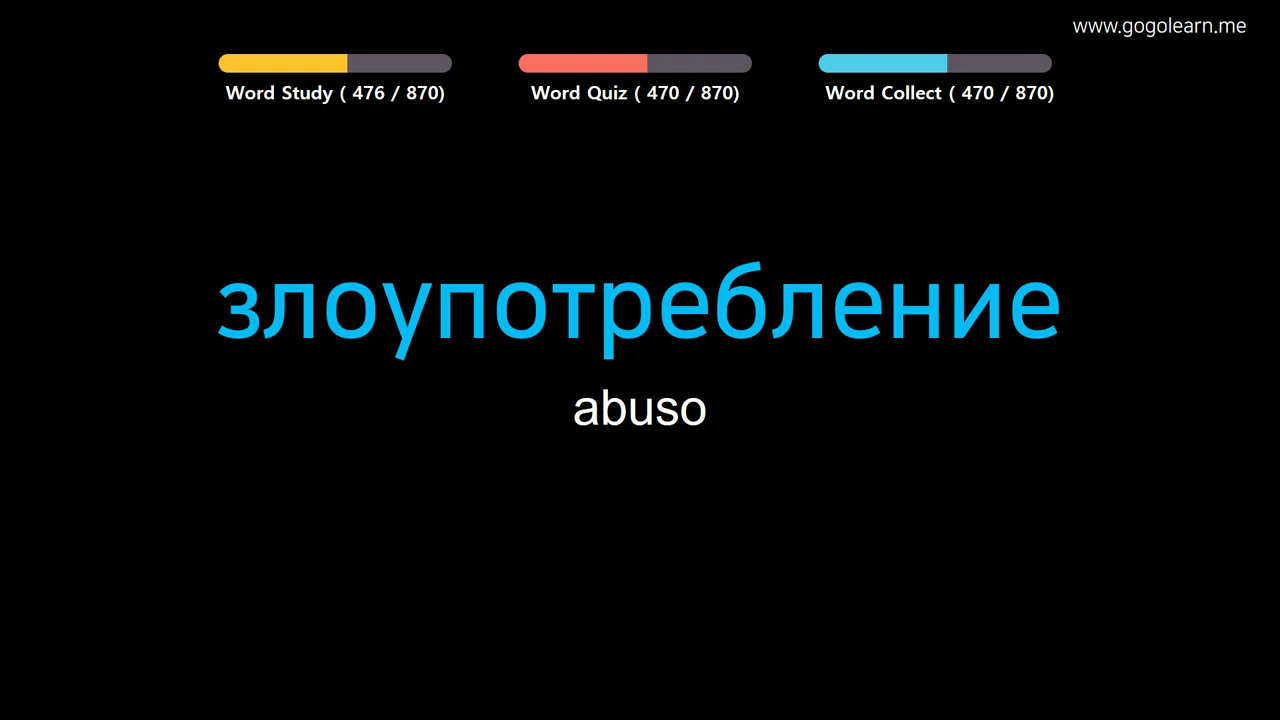 www.gogolearn.me
Word Study ( 476 / 870)
Word Quiz ( 470 / 870)
Word Collect ( 470 / 870)
злоупотребление
abuso